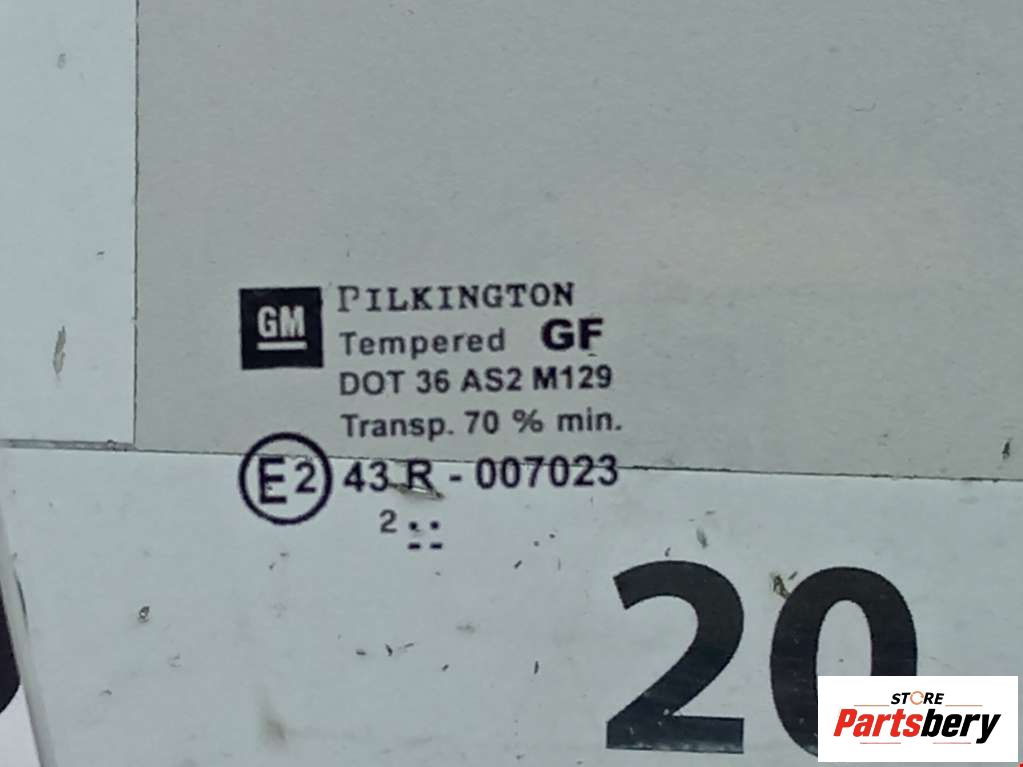 GM
PILKINGTON
Tempered GF
DOT 36 AS2 M129
Transp. 70 % min.
E2 43 R - 007023
2 ..
--
20
STORE
Partsbery